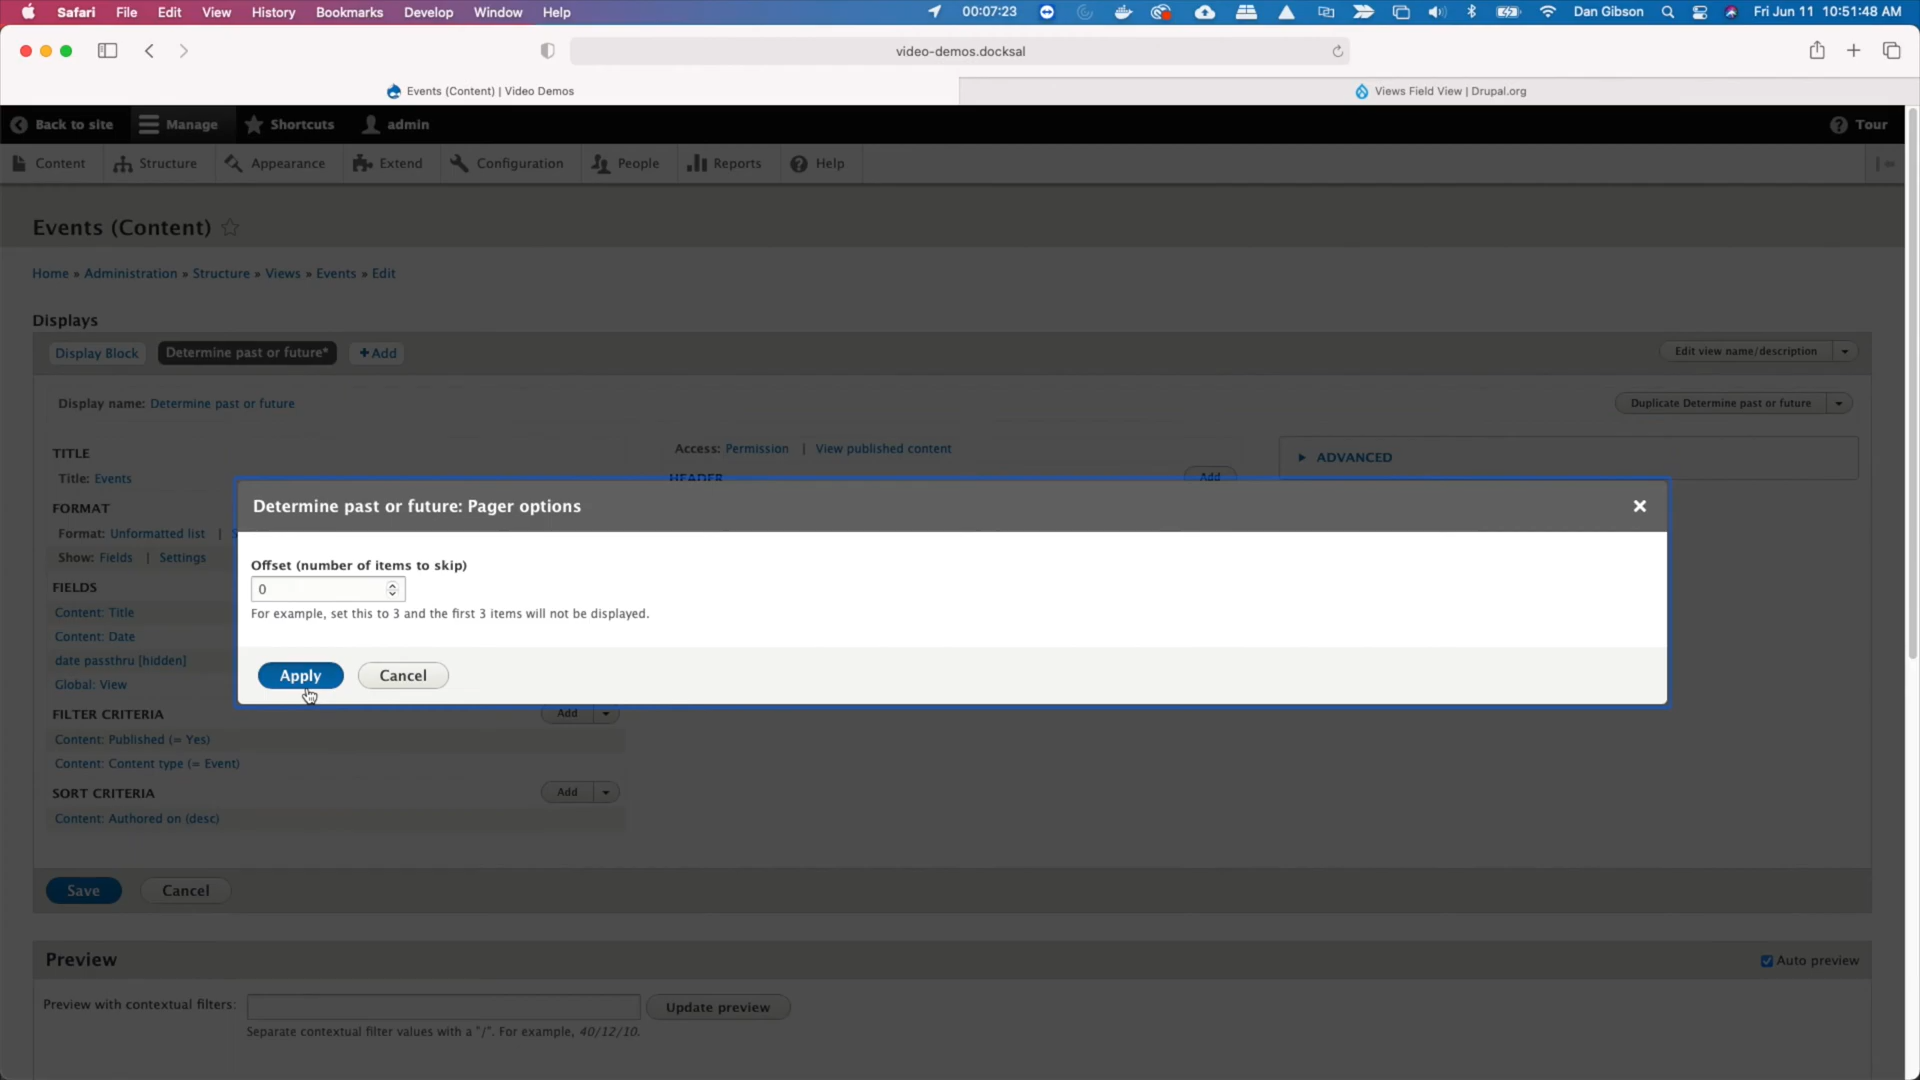 Safari File Edit View History Bookmarks Develop Window Help 00:07:23 Dan Gibson Fri Jun 11 10:51:48 AM
video-demos.docksal
Events (Content) | Video Demos
Views Field View | Drupal.org
Back to site Manage Shortcuts admin Tour
Content Structure Appearance Extend Configuration People Reports Help
Events (Content)
Home » Administration » Structure » Views » Events » Edit
Displays
Display Block Determine past or future* +Add Edit view name/description
Display name: Determine past or future Duplicate Determine past or future
TITLE
Title: Events
FORMAT
Format: Unformatted list | S
Show: Fields | Settings
FIELDS
Content: Title
Content: Date
date passthru [hidden]
Global: View
FILTER CRITERIA Add
Content: Published (= Yes)
Content: Content type (= Event)
SORT CRITERIA Add
Content: Authored on (desc)
Access: Permission | View published content
HEADER Add
ADVANCED
Determine past or future: Pager options
Offset (number of items to skip)
0
For example, set this to 3 and the first 3 items will not be displayed.
Apply Cancel
Save Cancel
Preview Auto preview
Preview with contextual filters: Update preview
Separate contextual filter values with a "/". For example, 40/12/10.